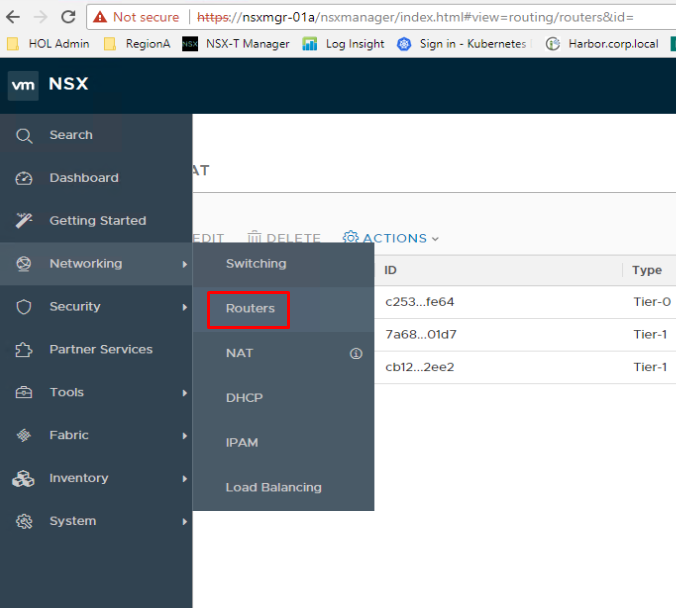 Not secure | https://nsxmgr-01a/nsxmanager/index.html#view=routing/routers&id=
HOL Admin RegionA NSX NSX-T Manager Log Insight Sign in - Kubernetes Harbor.corp.local
vm NSX
Search
Dashboard
AT
Getting Started
EDIT DELETE ACTIONS
Networking
Switching
ID Type
Security
Routers
c253...fe64 Tier-0
Partner Services
NAT
7a68...01d7 Tier-1
cb12...2ee2 Tier-1
Tools
DHCP
Fabric
IPAM
Inventory
Load Balancing
System